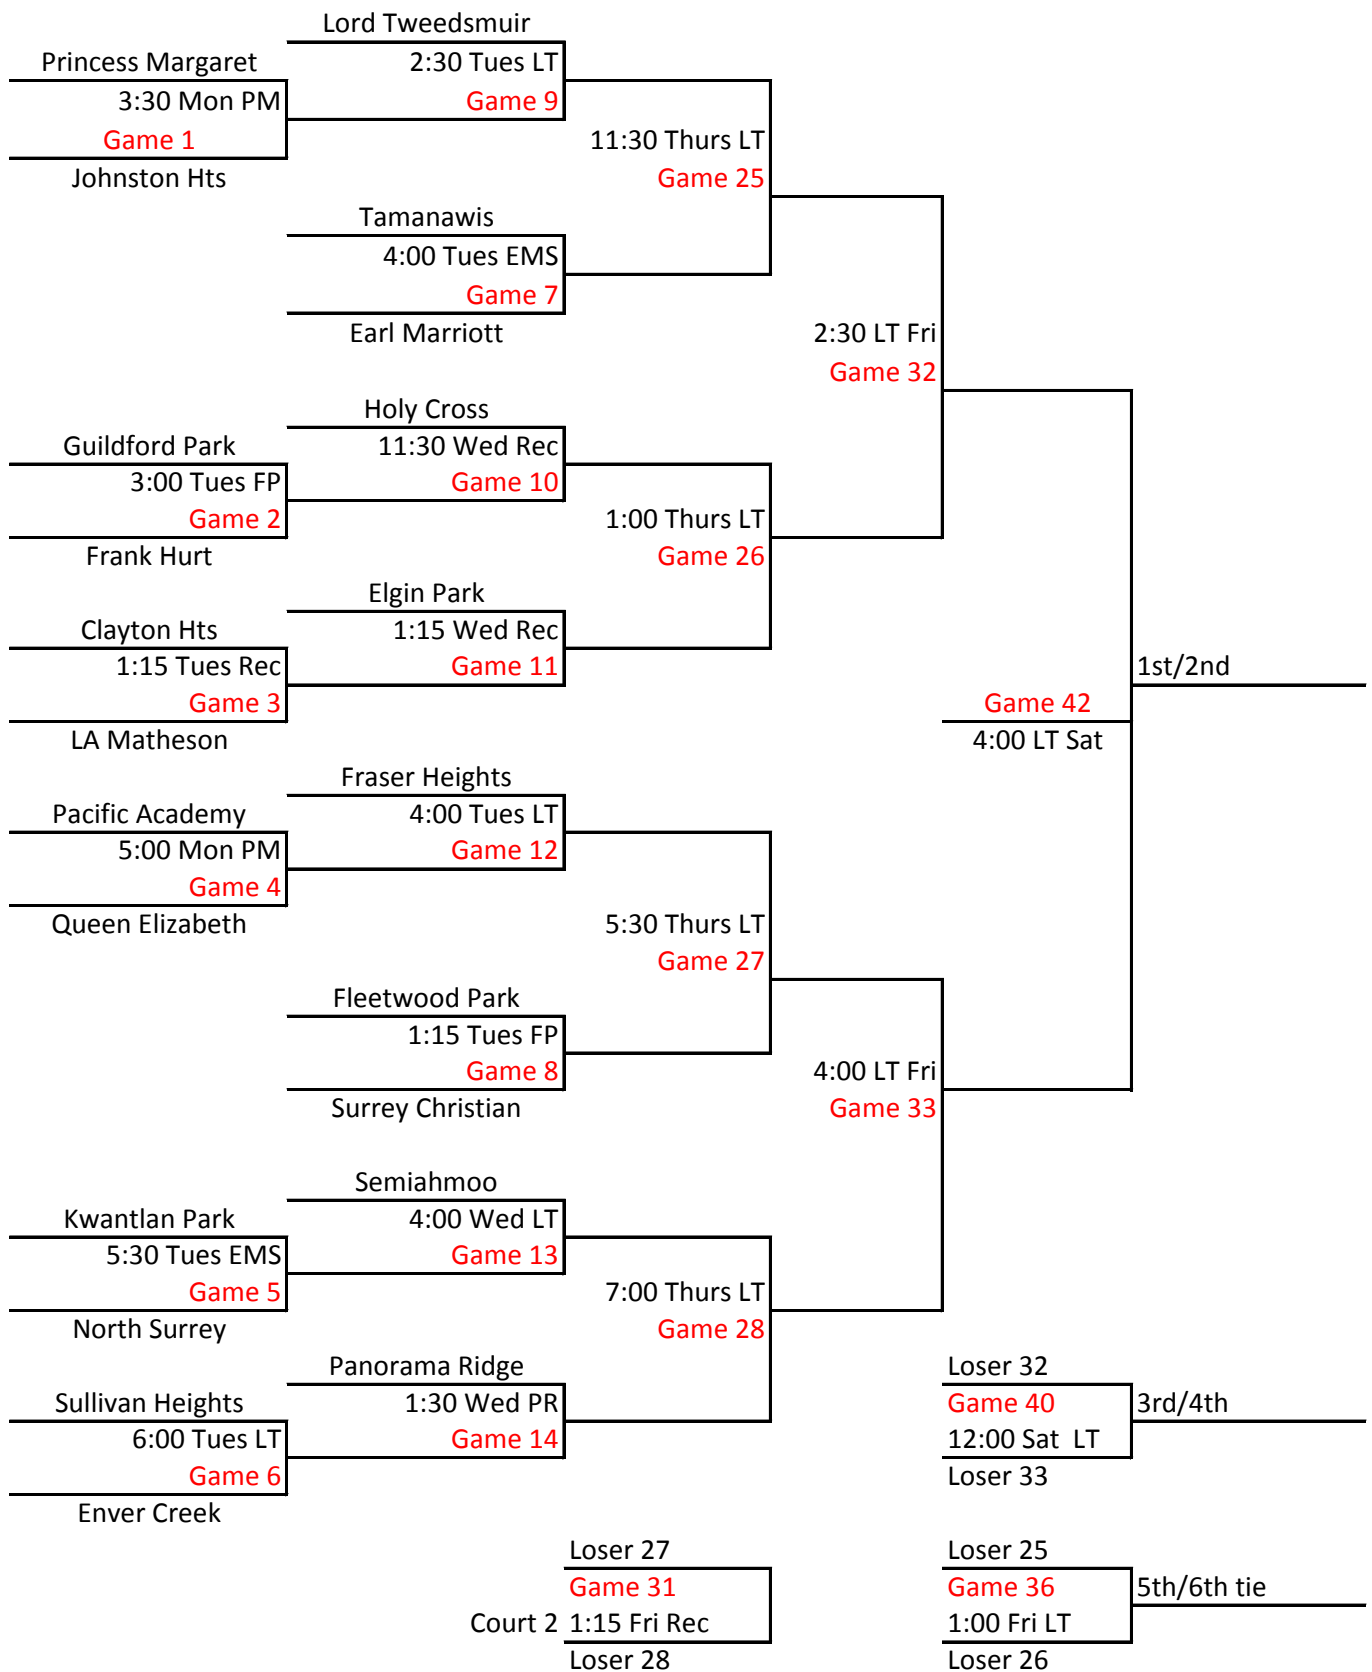 Lord Tweedsmuir
Princess Margaret
2:30 Tues LT
3:30 Mon PM
Game 9
Game 1
11:30 Thurs LT
Johnston Hts
Game 25
Tamanawis
4:00 Tues EMS
Game 7
Earl Marriott
2:30 LT Fri
Game 32
Holy Cross
Guildford Park
11:30 Wed Rec
3:00 Tues FP
Game 10
Game 2
1:00 Thurs LT
Frank Hurt
Game 26
Elgin Park
Clayton Hts
1:15 Wed Rec
1:15 Tues Rec
Game 11
1st/2nd
Game 3
Game 42
LA Matheson
4:00 LT Sat
Fraser Heights
Pacific Academy
4:00 Tues LT
5:00 Mon PM
Game 12
Game 4
Queen Elizabeth
5:30 Thurs LT
Game 27
Fleetwood Park
1:15 Tues FP
Game 8
4:00 LT Fri
Surrey Christian
Game 33
Semiahmoo
Kwantlan Park
4:00 Wed LT
5:30 Tues EMS
Game 13
Game 5
7:00 Thurs LT
North Surrey
Game 28
Panorama Ridge
Loser 32
Sullivan Heights
1:30 Wed PR
Game 40
3rd/4th
6:00 Tues LT
Game 14
12:00 Sat  LT
Game 6
Loser 33
Enver Creek
Loser 27
Loser 25
Game 31
Game 36
5th/6th tie
Court 2 1:15 Fri Rec
1:00 Fri LT
Loser 28
Loser 26